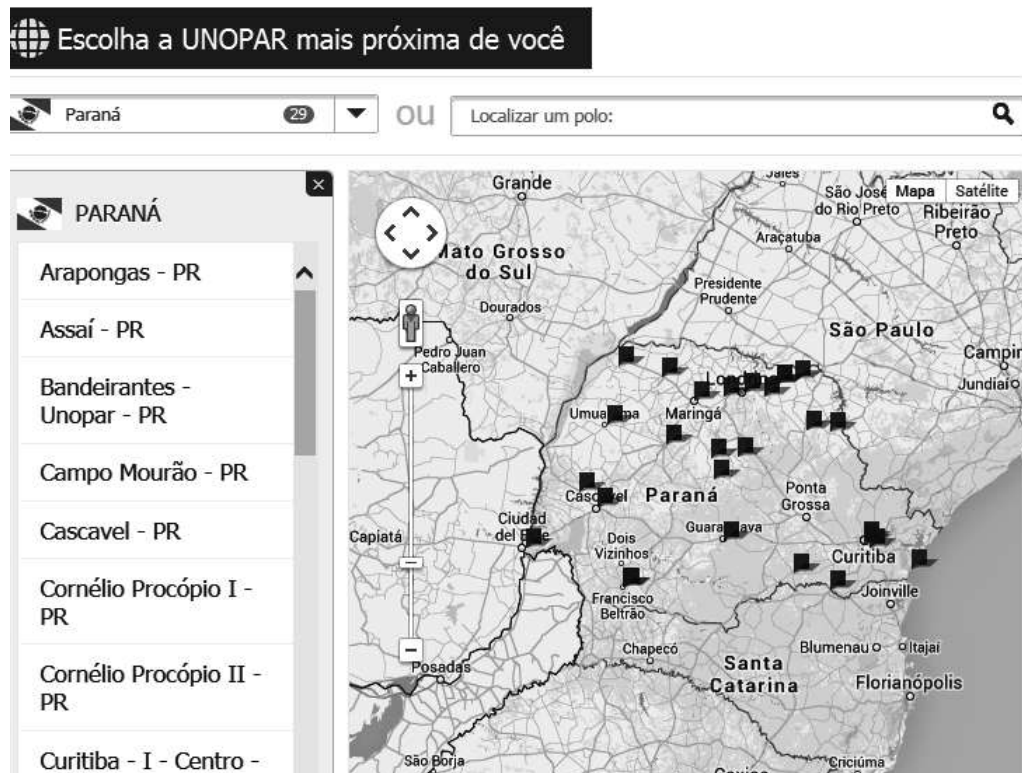 Escolha a UNOPAR mais próxima de você
Paraná 29 OU Localizar um polo:
PARANÁ
Arapongas - PR
Assaí - PR
Bandeirantes -
Unopar - PR
Campo Mourão - PR
Cascavel - PR
Cornélio Procópio I -
PR
Cornélio Procópio II -
PR
Curitiba - I - Centro -
Mapa Satélite
Grande
Jales
São José
do Rio Preto
Ribeirão
Preto
Araçatuba
Mato Grosso
do Sul
Dourados
Presidente
Prudente
São Paulo
Pedro Juan
Caballero
Campin
Jundiaí
Londrina
Umuarama
Maringá
Cascavel
Paraná
Ponta
Grossa
Capiatá
Ciudad
del Este
Dois
Vizinhos
Guarapuava
Curitiba
Francisco
Beltrão
Joinville
Chapecó
Blumenau
Itajaí
Posadas
Santa
Catarina
Florianópolis
São Borja
Criciúma
Caxias